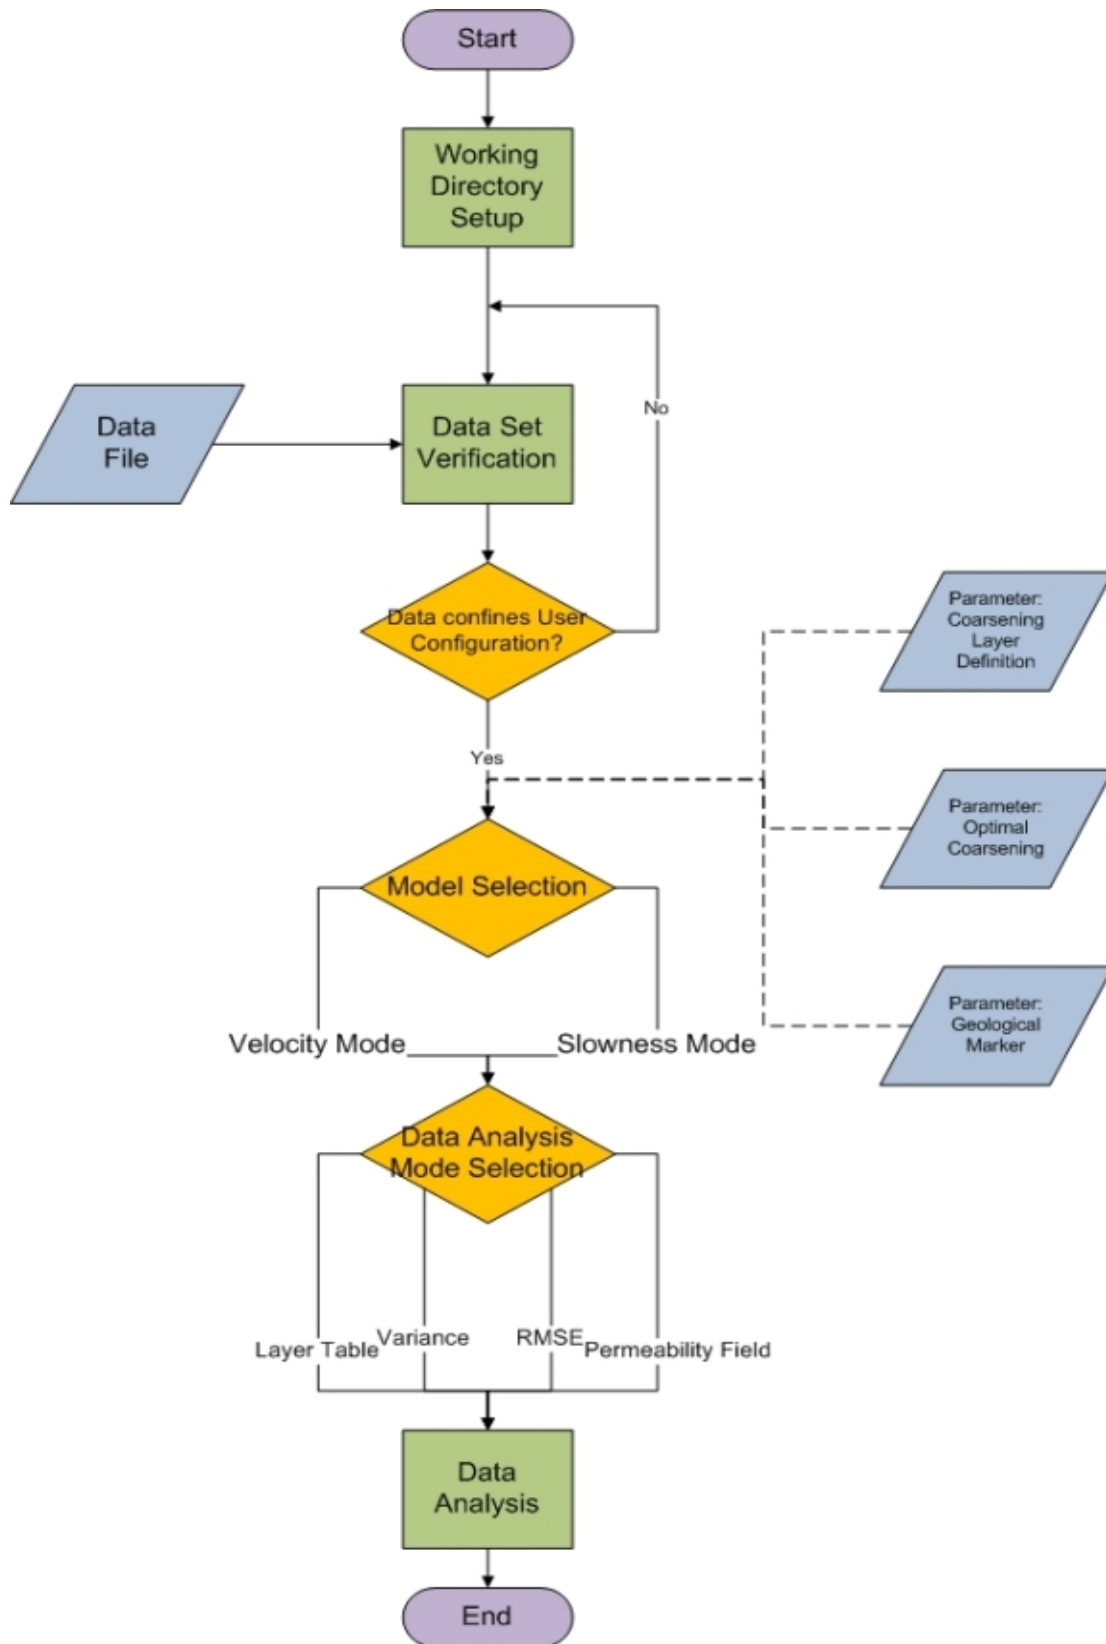 Start
Working
Directory
Setup
No
Data
File
Data Set
Verification
Data confines User
Configuration?
Parameter:
Coarsening
Layer
Definition
Yes
Parameter:
Optimal
Coarsening
Model Selection
Parameter:
Geological
Marker
Velocity Mode
Slowness Mode
Data Analysis
Mode Selection
Layer Table
Variance
RMSE
Permeability Field
Data
Analysis
End